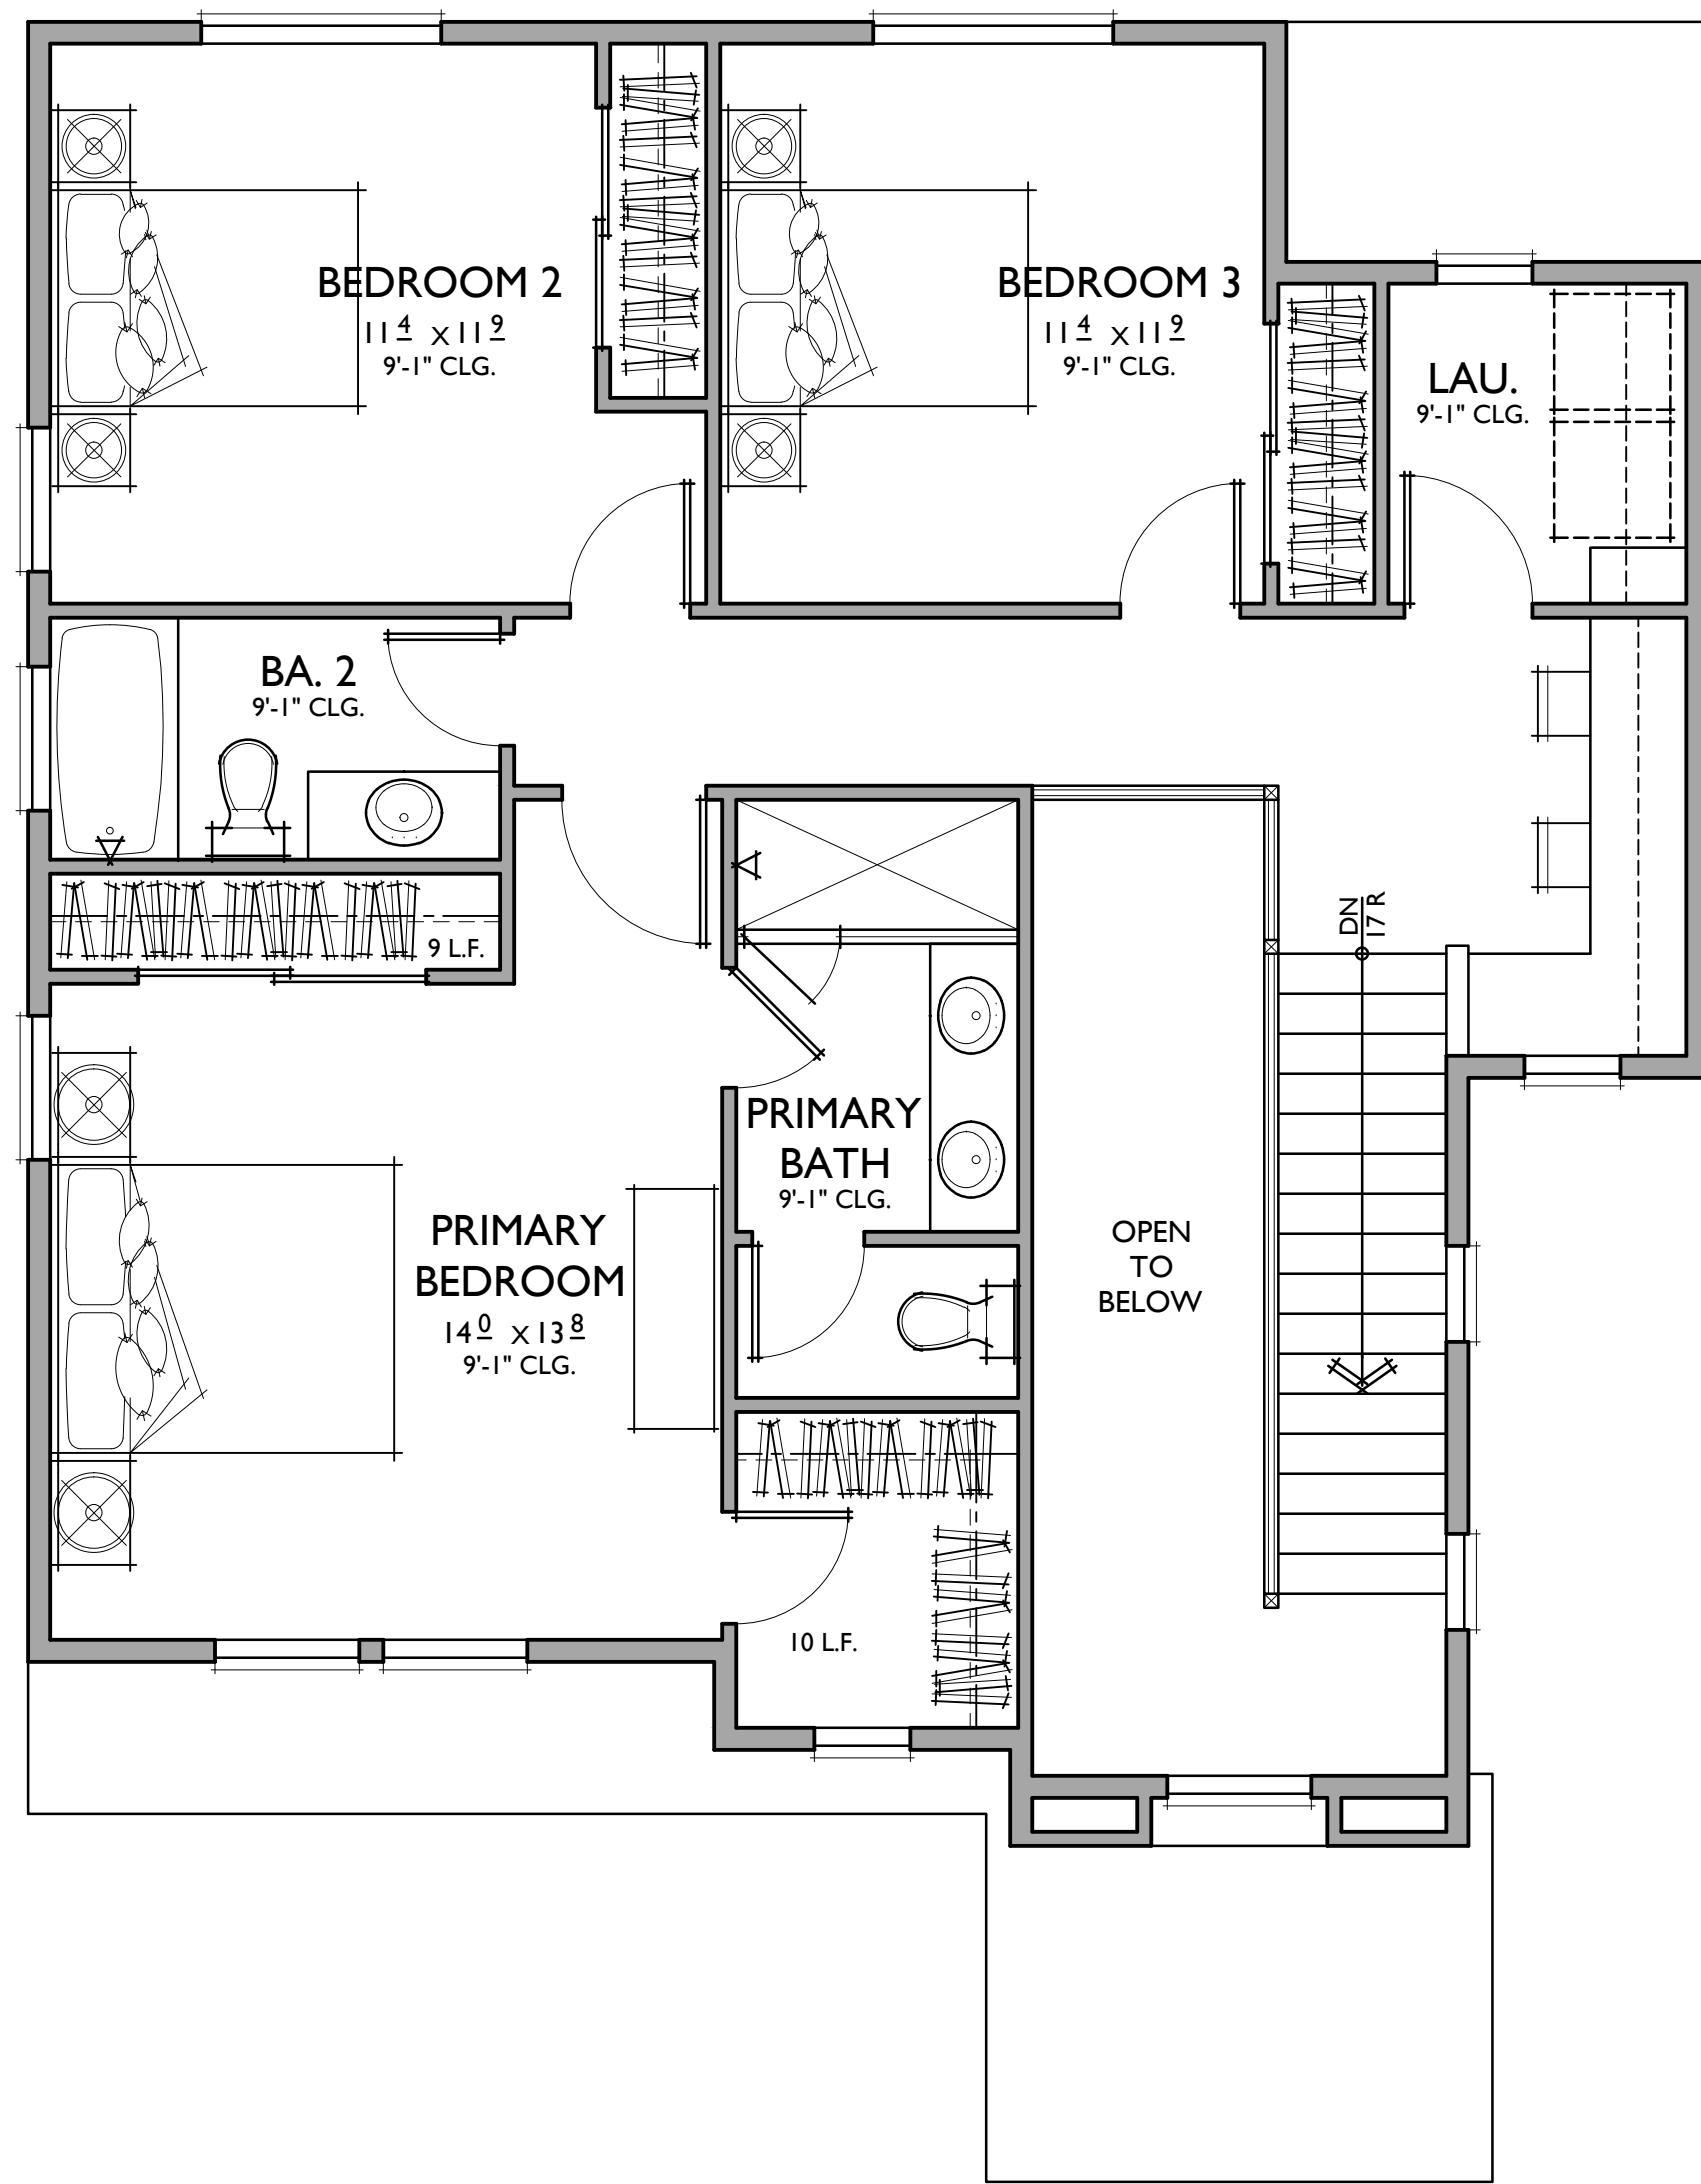 BEDROOM 2
11 4 X 11 9
9'-1" CLG.
BEDROOM 3
11 4 X 11 9
9'-1" CLG.
LAU.
9'-1" CLG.
BA. 2
9'-1" CLG.
9 L.F.
DN
17 R
PRIMARY
BATH
9'-1" CLG.
PRIMARY
BEDROOM
14 0 X 13 8
9'-1" CLG.
OPEN
TO
BELOW
10 L.F.